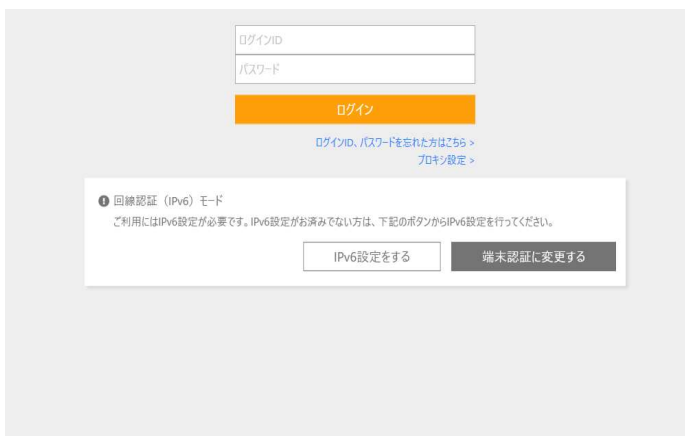 ログインID
パスワード
ログイン
ログインID、パスワードを忘れた方はこちら >
プロキシ設定 >
回線認証（IPv6）モード
ご利用にはIPv6設定が必要です。IPv6設定がお済みでない方は、下記のボタンからIPv6設定を行ってください。
IPv6設定をする
端末認証に変更する